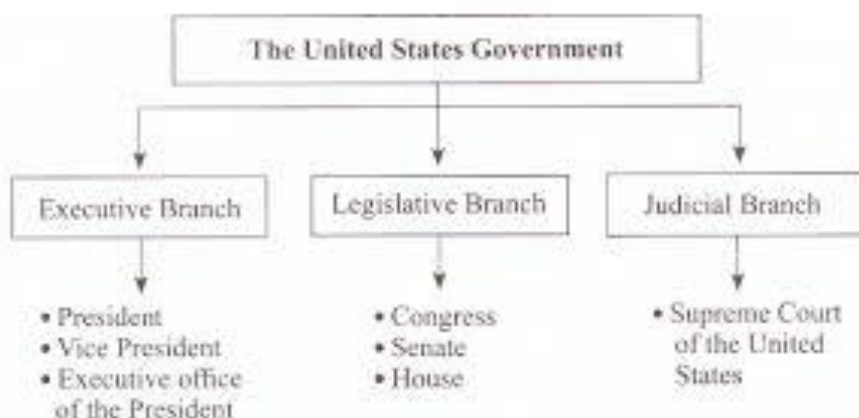 The United States Government
Executive Branch
Legislative Branch
Judicial Branch
• President
• Vice President
• Executive office
of the President
• Congress
• Senate
• House
• Supreme Court
of the United
States